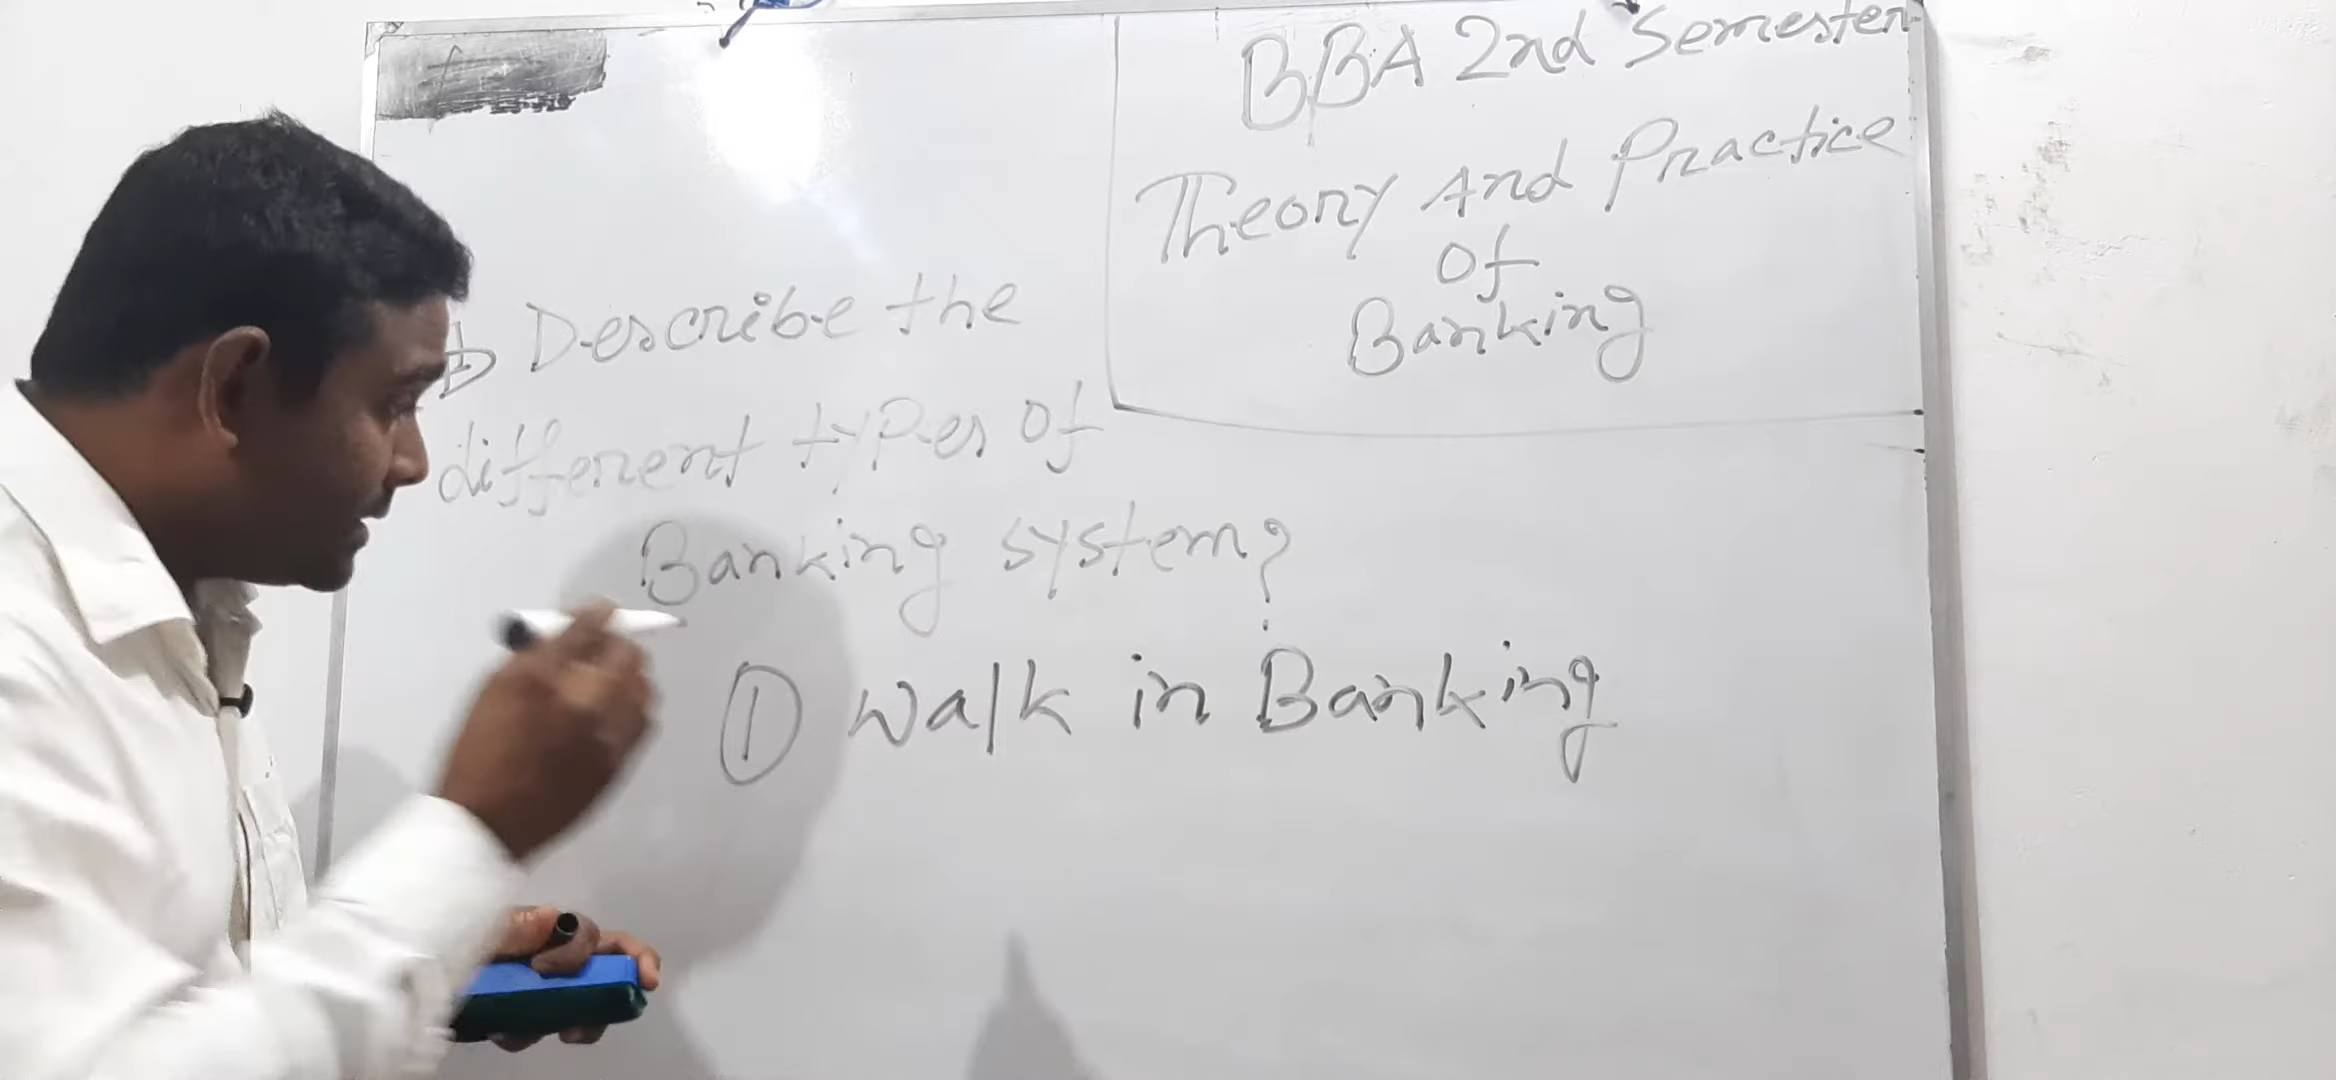 BBA 2nd Semester
Theory And Practice
Of
Banking
Describe the
different types of
Banking system?
① Walk in Banking